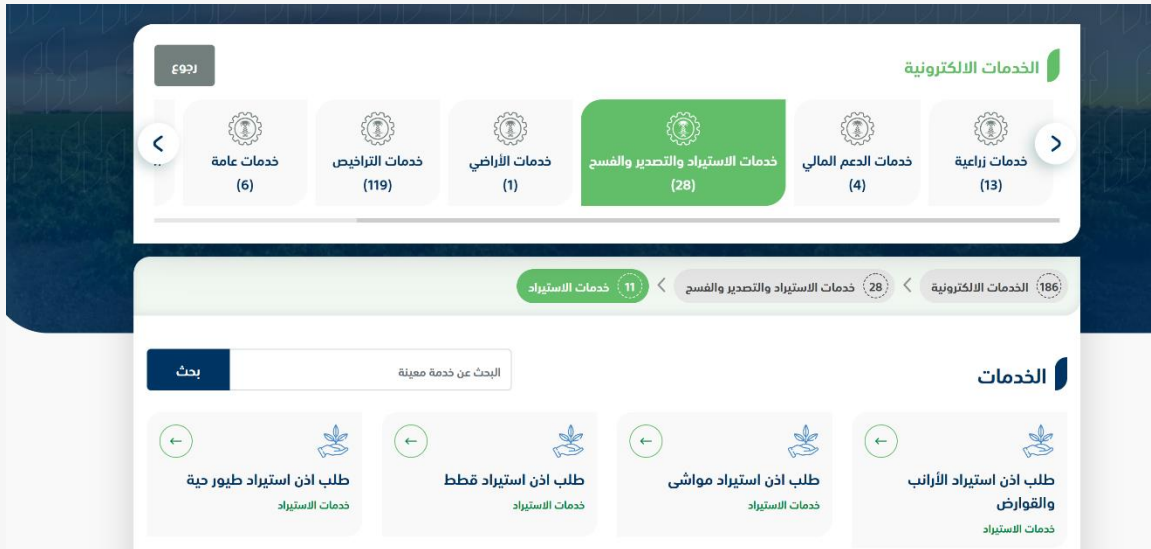 الخدمات الالكترونية
رجوع
خدمات زراعية
(13)
خدمات الدعم المالي
(4)
خدمات الاستيراد والتصدير والفسح
(28)
خدمات الأراضي
(1)
خدمات التراخيص
(119)
خدمات عامة
(6)
186 الخدمات الالكترونية
28 خدمات الاستيراد والتصدير والفسح
11 خدمات الاستيراد
الخدمات
البحث عن خدمة معينة
بحث
طلب اذن استيراد الأرانب
والقوارض
خدمات الاستيراد
طلب اذن استيراد مواشى
خدمات الاستيراد
طلب اذن استيراد قطط
خدمات الاستيراد
طلب اذن استيراد طيور حية
خدمات الاستيراد